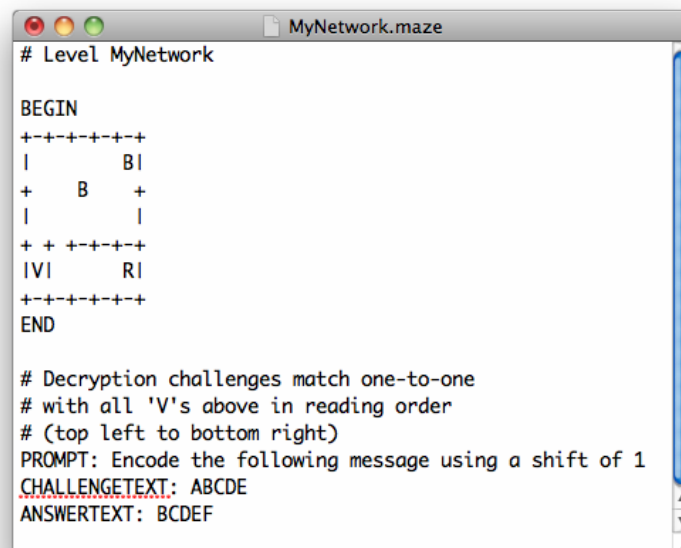 MyNetwork.maze
# Level MyNetwork

BEGIN
+-+-+-+-+-+
|        B|
+    B    +
|         |
+ + +-+-+-+
|V|      R|
+-+-+-+-+-+
END

# Decryption challenges match one-to-one
# with all 'V's above in reading order
# (top left to bottom right)
PROMPT: Encode the following message using a shift of 1
CHALLENGETEXT: ABCDE
ANSWERTEXT: BCDEF